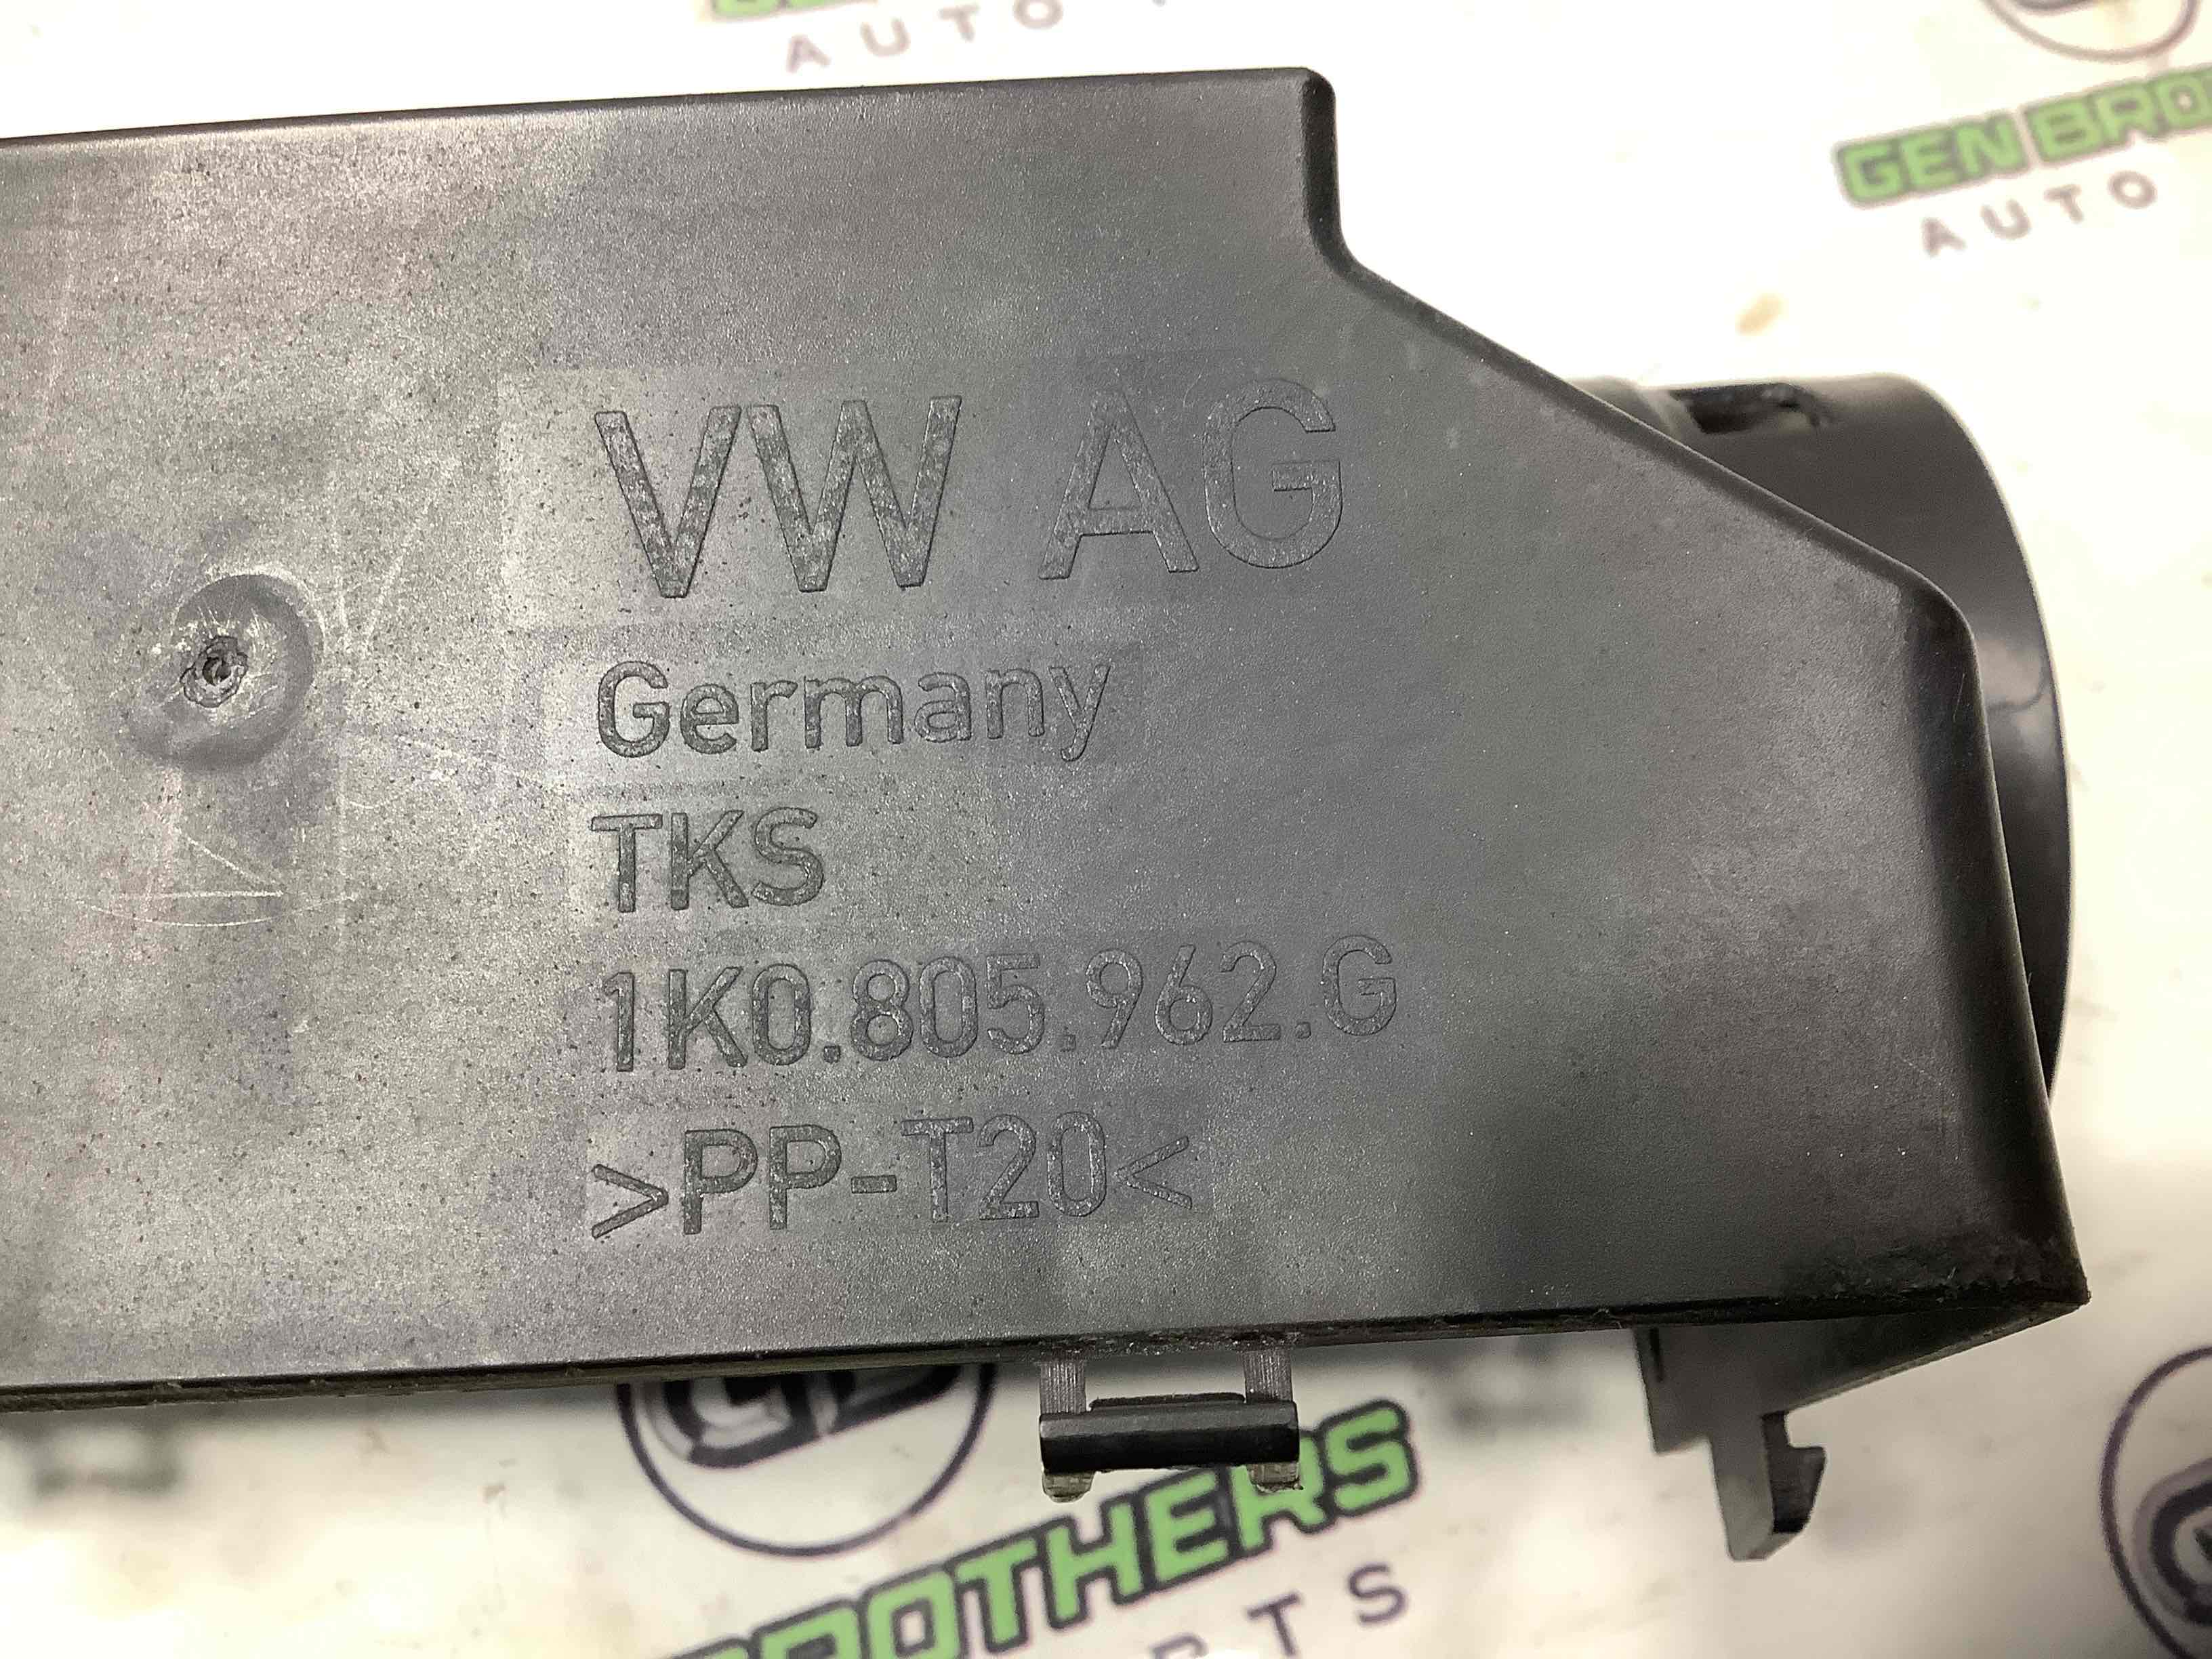 AUTO
GEN BRO
AUTO
VW AG
Germany
TKS
1K0.805.962.G
>PP-T20<
BROTHERS
RTS